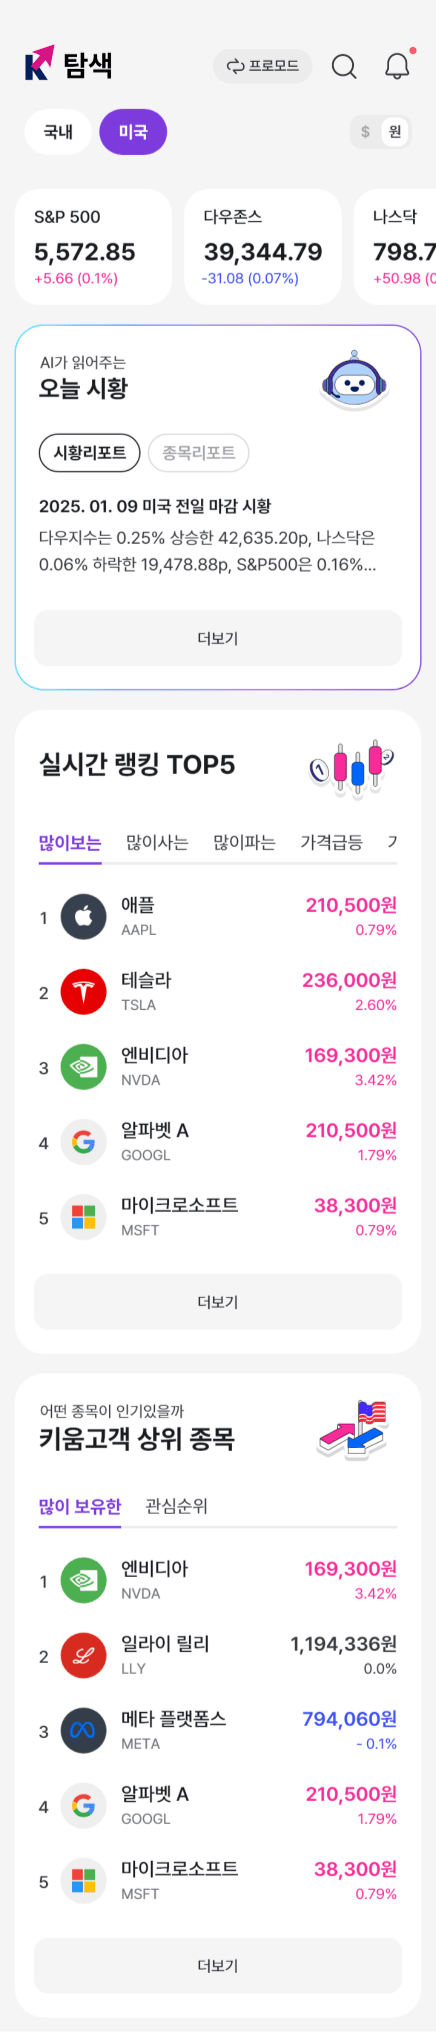 탐색
프로모드
국내 미국
$ 원
S&P 500 다우존스 나스닥
5,572.85 39,344.79 798.7
+5.66 (0.1%) -31.08 (0.07%) +50.98 (0
AI가 읽어주는
오늘 시황
시황리포트 종목리포트
2025. 01. 09 미국 전일 마감 시황
다우지수는 0.25% 상승한 42,635.20p, 나스닥은
0.06% 하락한 19,478.88p, S&P500은 0.16%...
더보기
실시간 랭킹 TOP5
많이보는 많이사는 많이파는 가격급등
1 애플 210,500원
AAPL 0.79%
2 테슬라 236,000원
TSLA 2.60%
3 엔비디아 169,300원
NVDA 3.42%
4 알파벳 A 210,500원
GOOGL 1.79%
5 마이크로소프트 38,300원
MSFT 0.79%
더보기
어떤 종목이 인기있을까
키움고객 상위 종목
많이 보유한 관심순위
1 엔비디아 169,300원
NVDA 3.42%
2 일라이 릴리 1,194,336원
LLY 0.0%
3 메타 플랫폼스 794,060원
META - 0.1%
4 알파벳 A 210,500원
GOOGL 1.79%
5 마이크로소프트 38,300원
MSFT 0.79%
더보기